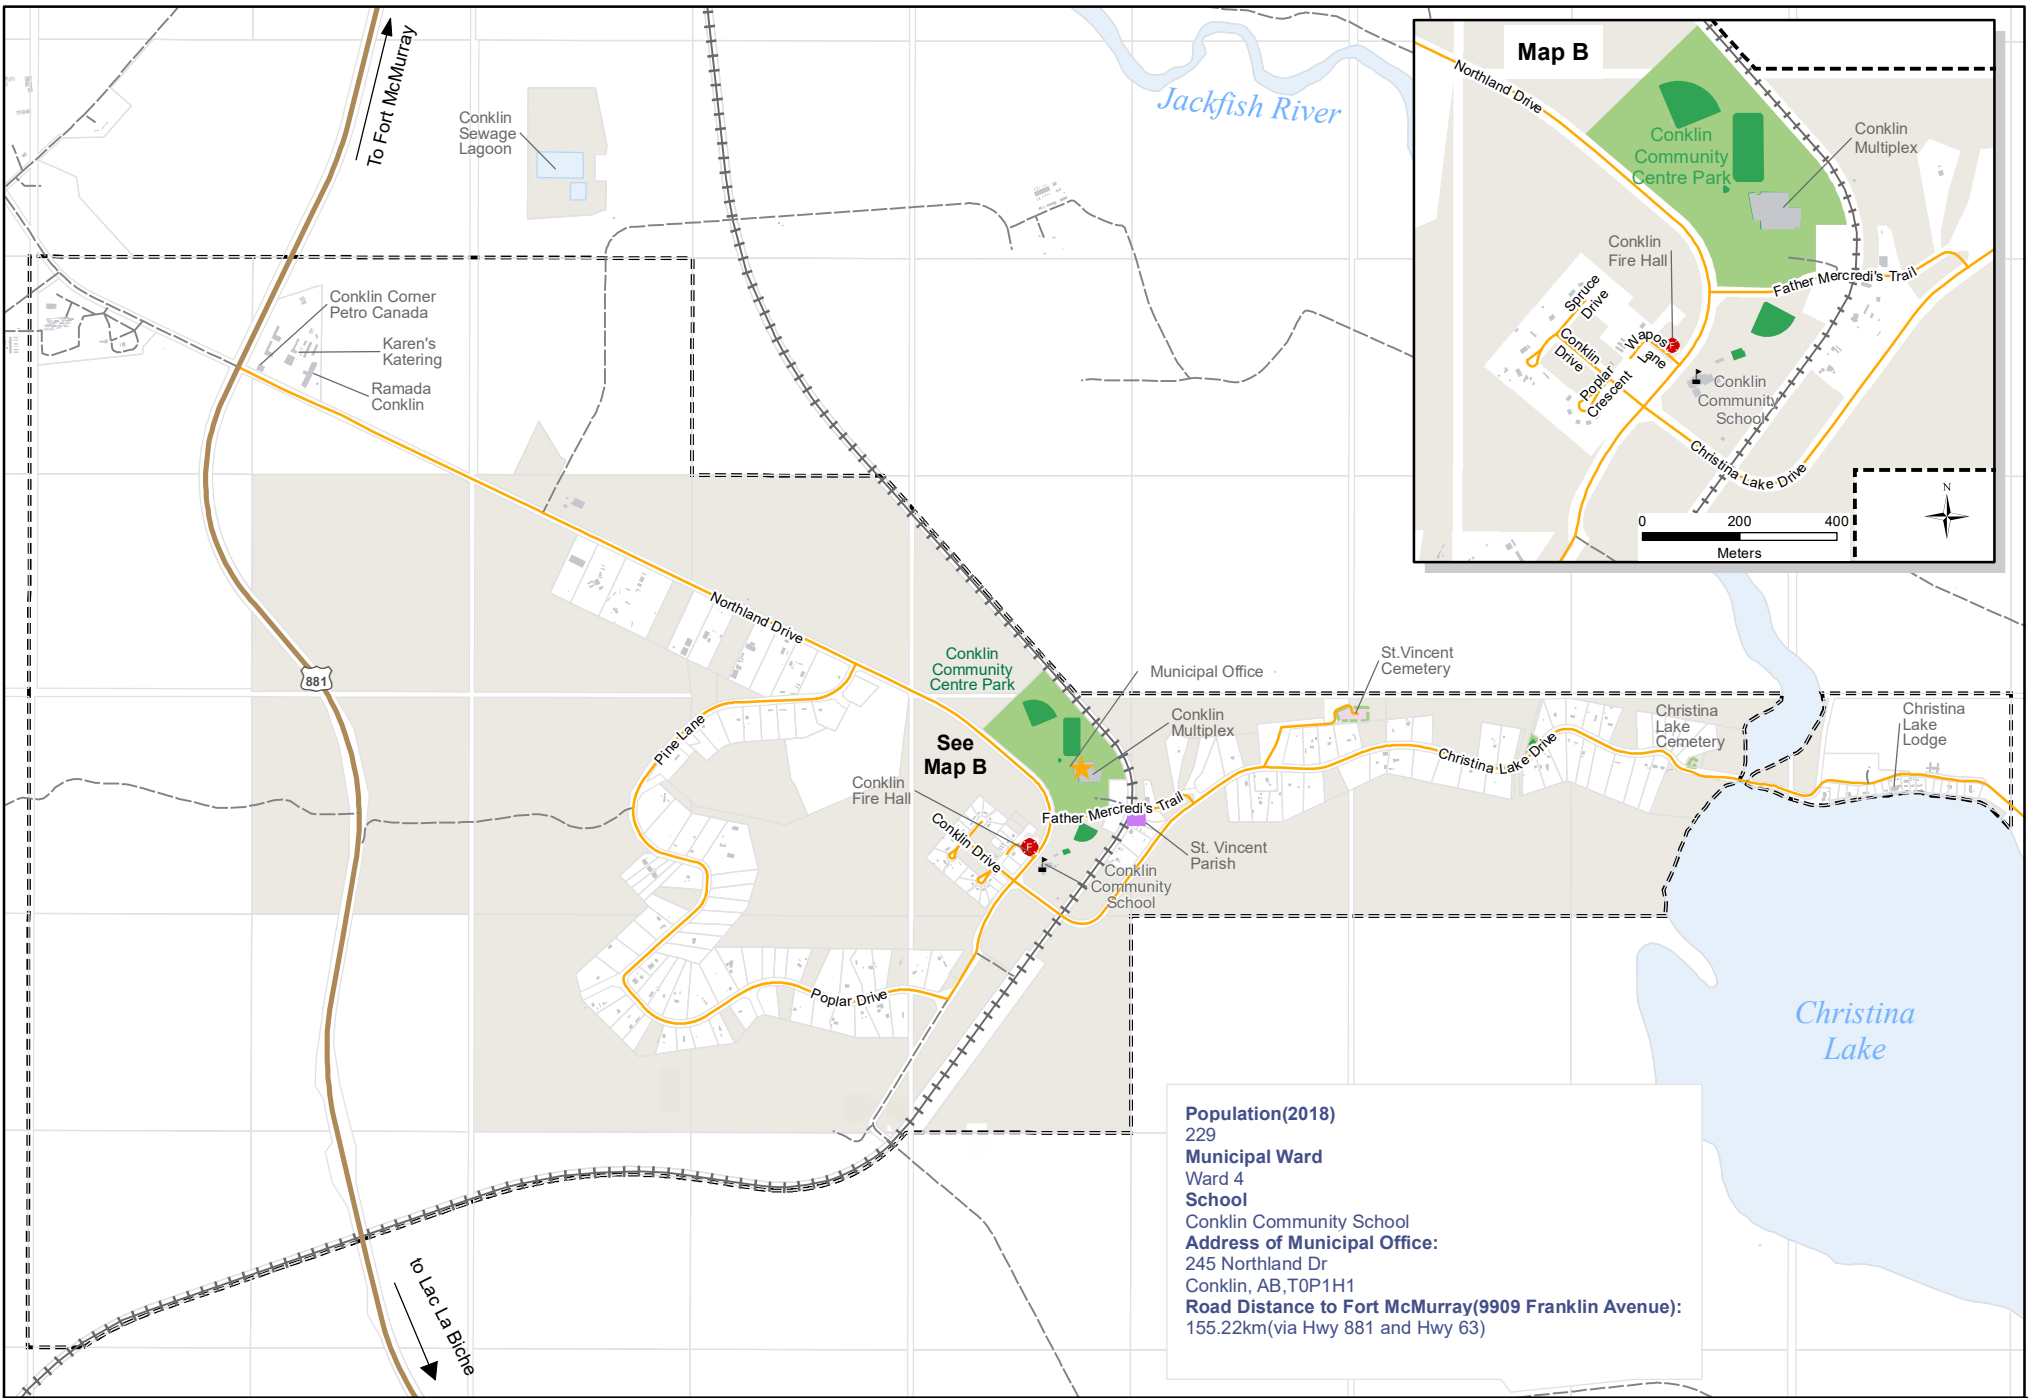 To Fort McMurray
Conklin
Sewage
Lagoon
Jackfish River
Map B
Northland Drive
Conklin
Community
Centre Park
Conklin
Multiplex
Conklin
Fire Hall
Father Mercredi's Trail
Spruce
Drive
Conklin
Drive
Wapos
Lane
F
Poplar
Crescent
Conklin
Community
School
Christina Lake Drive
N
0 200 400
Meters
Conklin Corner
Petro Canada
Karen's
Katering
Ramada
Conklin
881
Northland Drive
Conklin
Community
Centre Park
Municipal Office
St.Vincent
Cemetery
Conklin
Multiplex
Christina
Lake
Cemetery
Christina
Lake
Lodge
Pine Lane
See
Map B
Christina Lake Drive
Conklin
Fire Hall
Father Mercredi's Trail
Conklin Drive
F
St. Vincent
Parish
Conklin
Community
School
Poplar Drive
Christina
Lake
to Lac La Biche
Population(2018)
229
Municipal Ward
Ward 4
School
Conklin Community School
Address of Municipal Office:
245 Northland Dr
Conklin, AB,T0P1H1
Road Distance to Fort McMurray(9909 Franklin Avenue):
155.22km(via Hwy 881 and Hwy 63)